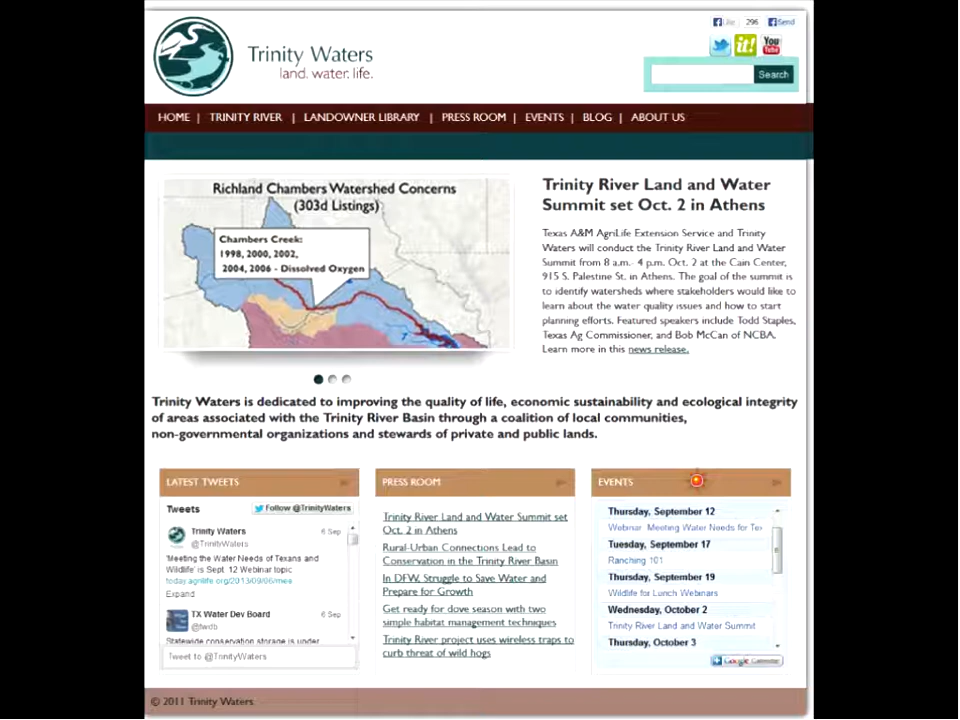 Like 296 Send
Trinity Waters
land. water. life.
it! You Tube
Search
HOME | TRINITY RIVER | LANDOWNER LIBRARY | PRESS ROOM | EVENTS | BLOG | ABOUT US
Richland Chambers Watershed Concerns
(303d Listings)
Chambers Creek:
1998, 2000, 2002,
2004, 2006 - Dissolved Oxygen
Trinity River Land and Water
Summit set Oct. 2 in Athens
Texas A&M AgriLife Extension Service and Trinity
Waters will conduct the Trinity River Land and Water
Summit from 8 a.m.- 4 p.m. Oct. 2 at the Cain Center,
915 S. Palestine St. in Athens. The goal of the summit is
to identify watersheds where stakeholders would like to
learn about the water quality issues and how to start
planning efforts. Featured speakers include Todd Staples,
Texas Ag Commissioner, and Bob McCan of NCBA.
Learn more in this news release.
Trinity Waters is dedicated to improving the quality of life, economic sustainability and ecological integrity
of areas associated with the Trinity River Basin through a coalition of local communities,
non-governmental organizations and stewards of private and public lands.
LATEST TWEETS
Tweets Follow @TrinityWaters
Trinity Waters 6 Sep
@TrinityWaters
'Meeting the Water Needs of Texans and
Wildlife' is Sept. 12 Webinar topic
today.agrilife.org/2013/09/06/mee
Expand
TX Water Dev Board 6 Sep
@twdb
Statewide conservation storage is under
Tweet to @TrinityWaters
PRESS ROOM
Trinity River Land and Water Summit set
Oct. 2 in Athens
Rural-Urban Connections Lead to
Conservation in the Trinity River Basin
In DFW, Struggle to Save Water and
Prepare for Growth
Get ready for dove season with two
simple habitat management techniques
Trinity River project uses wireless traps to
curb threat of wild hogs
EVENTS
Thursday, September 12
Webinar Meeting Water Needs for Tex
Tuesday, September 17
Ranching 101
Thursday, September 19
Wildlife for Lunch Webinars
Wednesday, October 2
Trinity River Land and Water Summit
Thursday, October 3
Google Calendar
© 2011 Trinity Waters